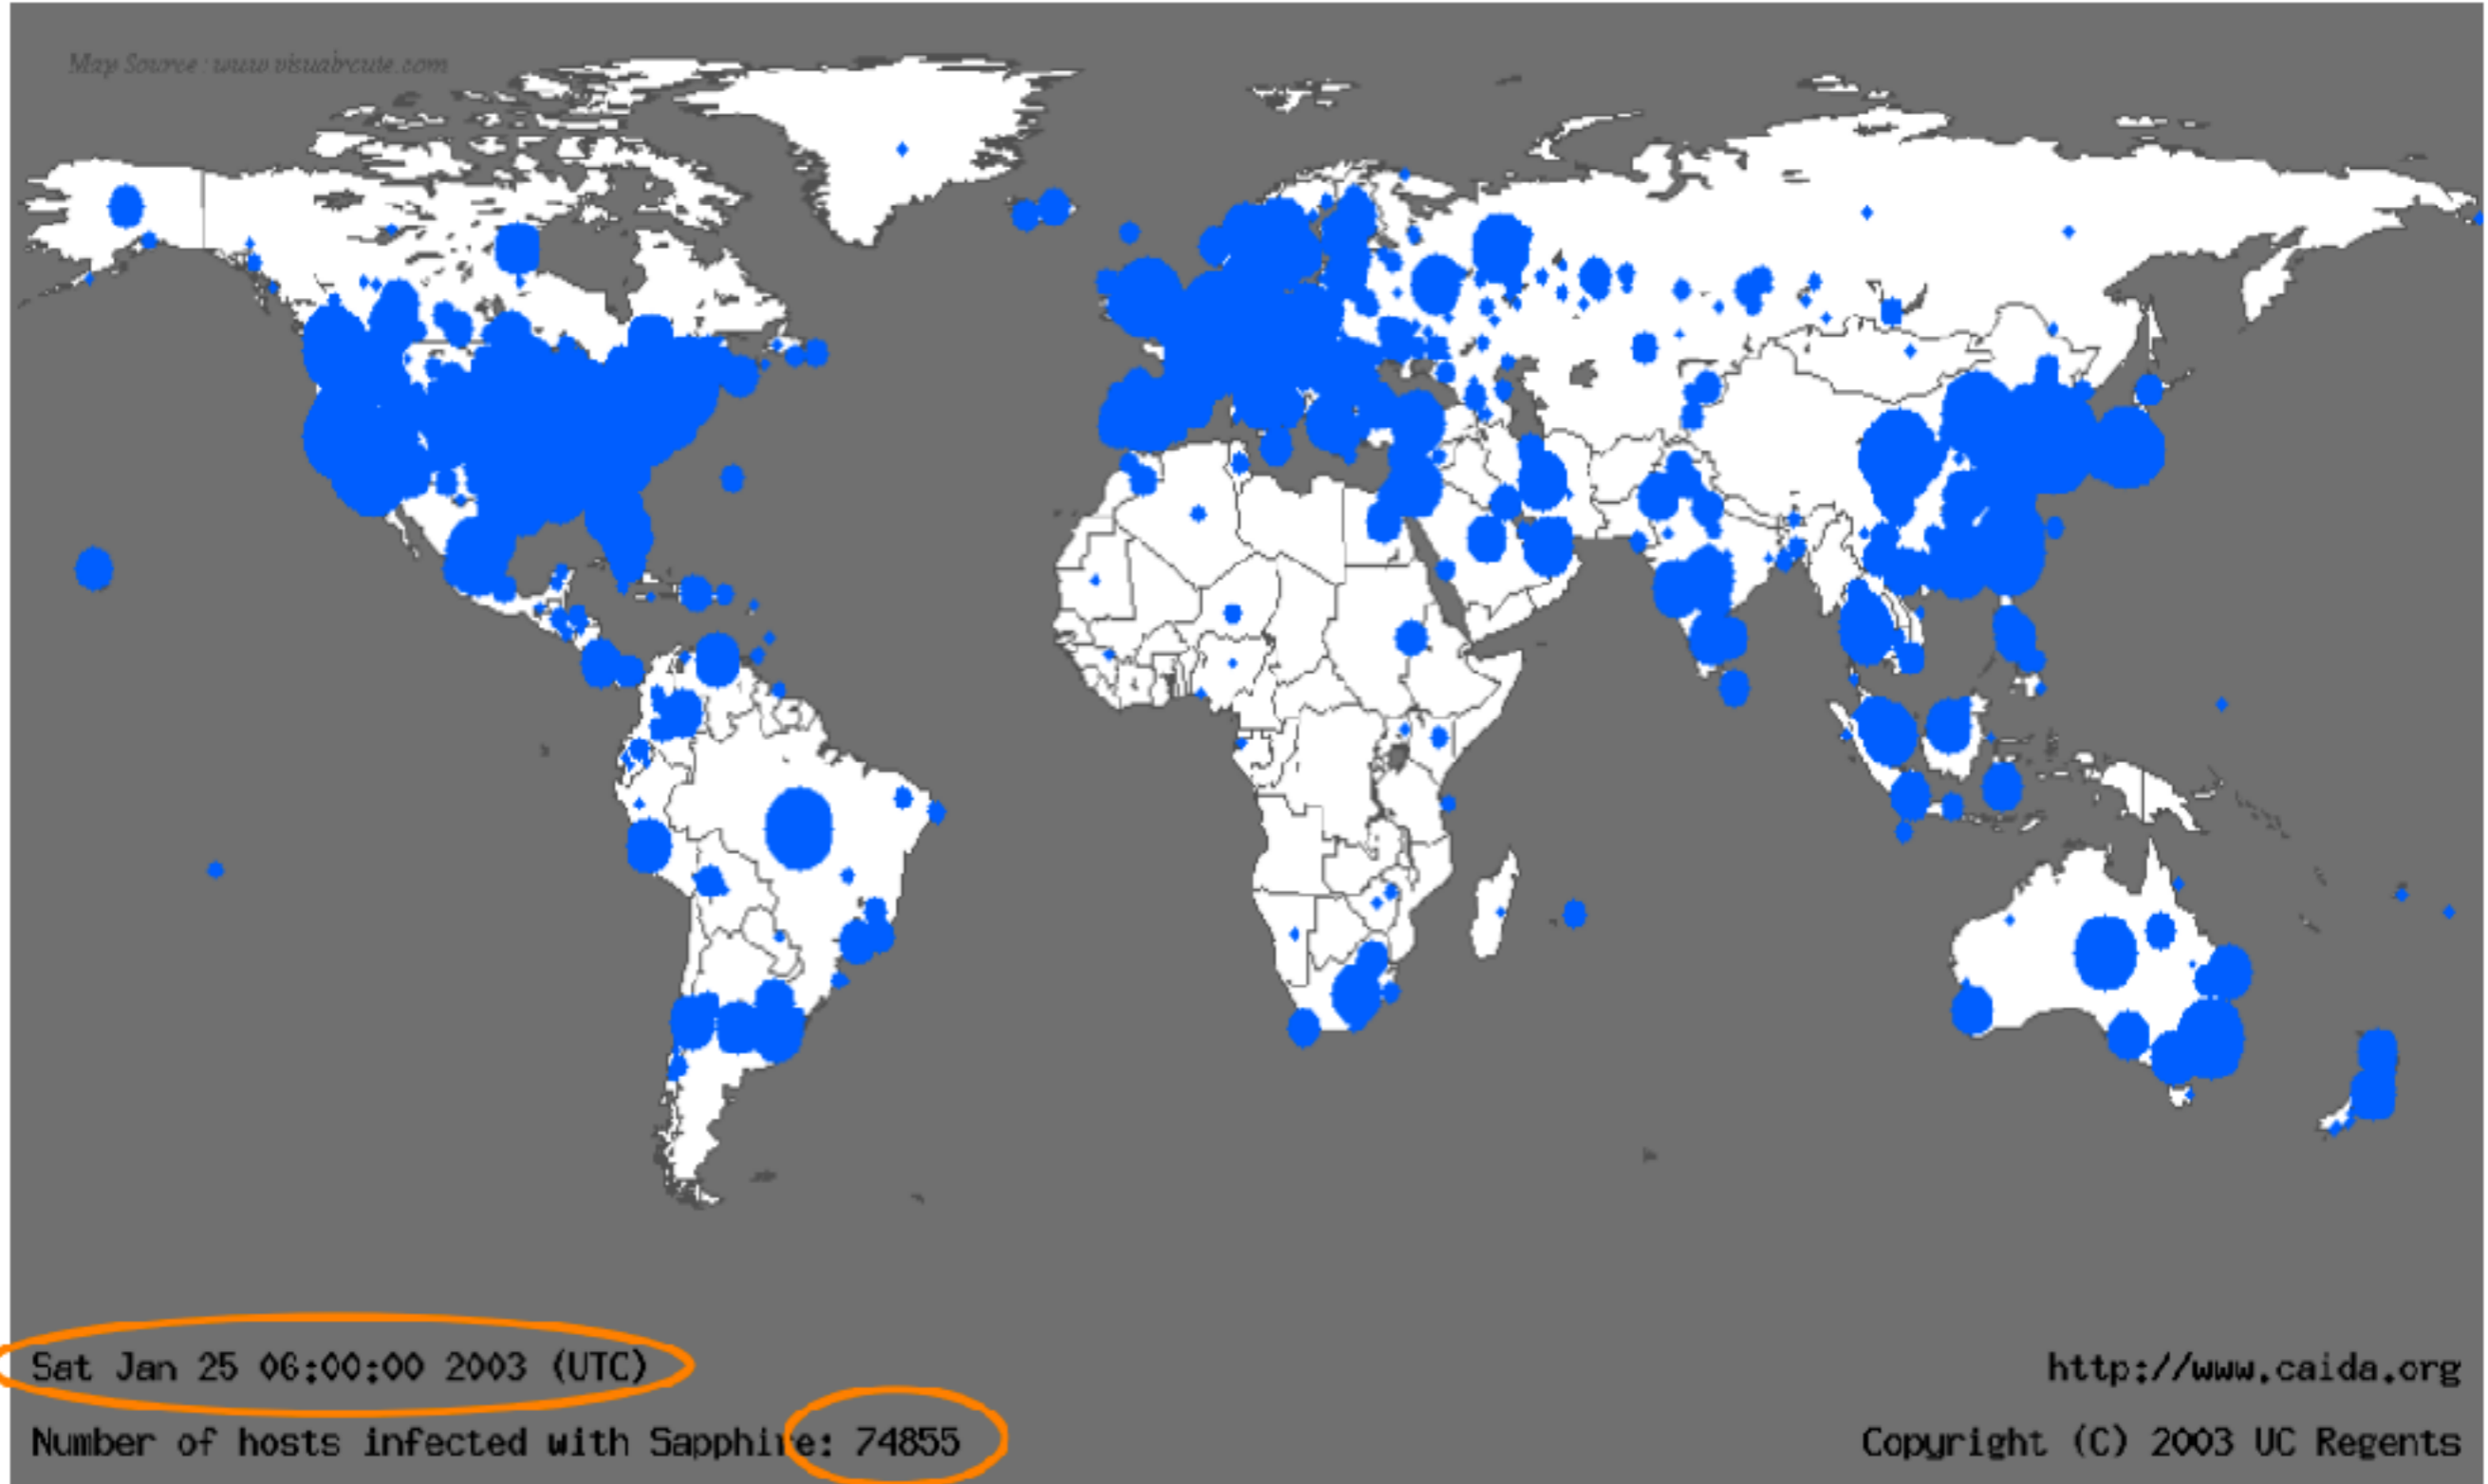 Map Source : www.visualroute.com
Sat Jan 25 06:00:00 2003 (UTC)
http://www.caida.org
Number of hosts infected with Sapphire: 74855
Copyright (C) 2003 UC Regents